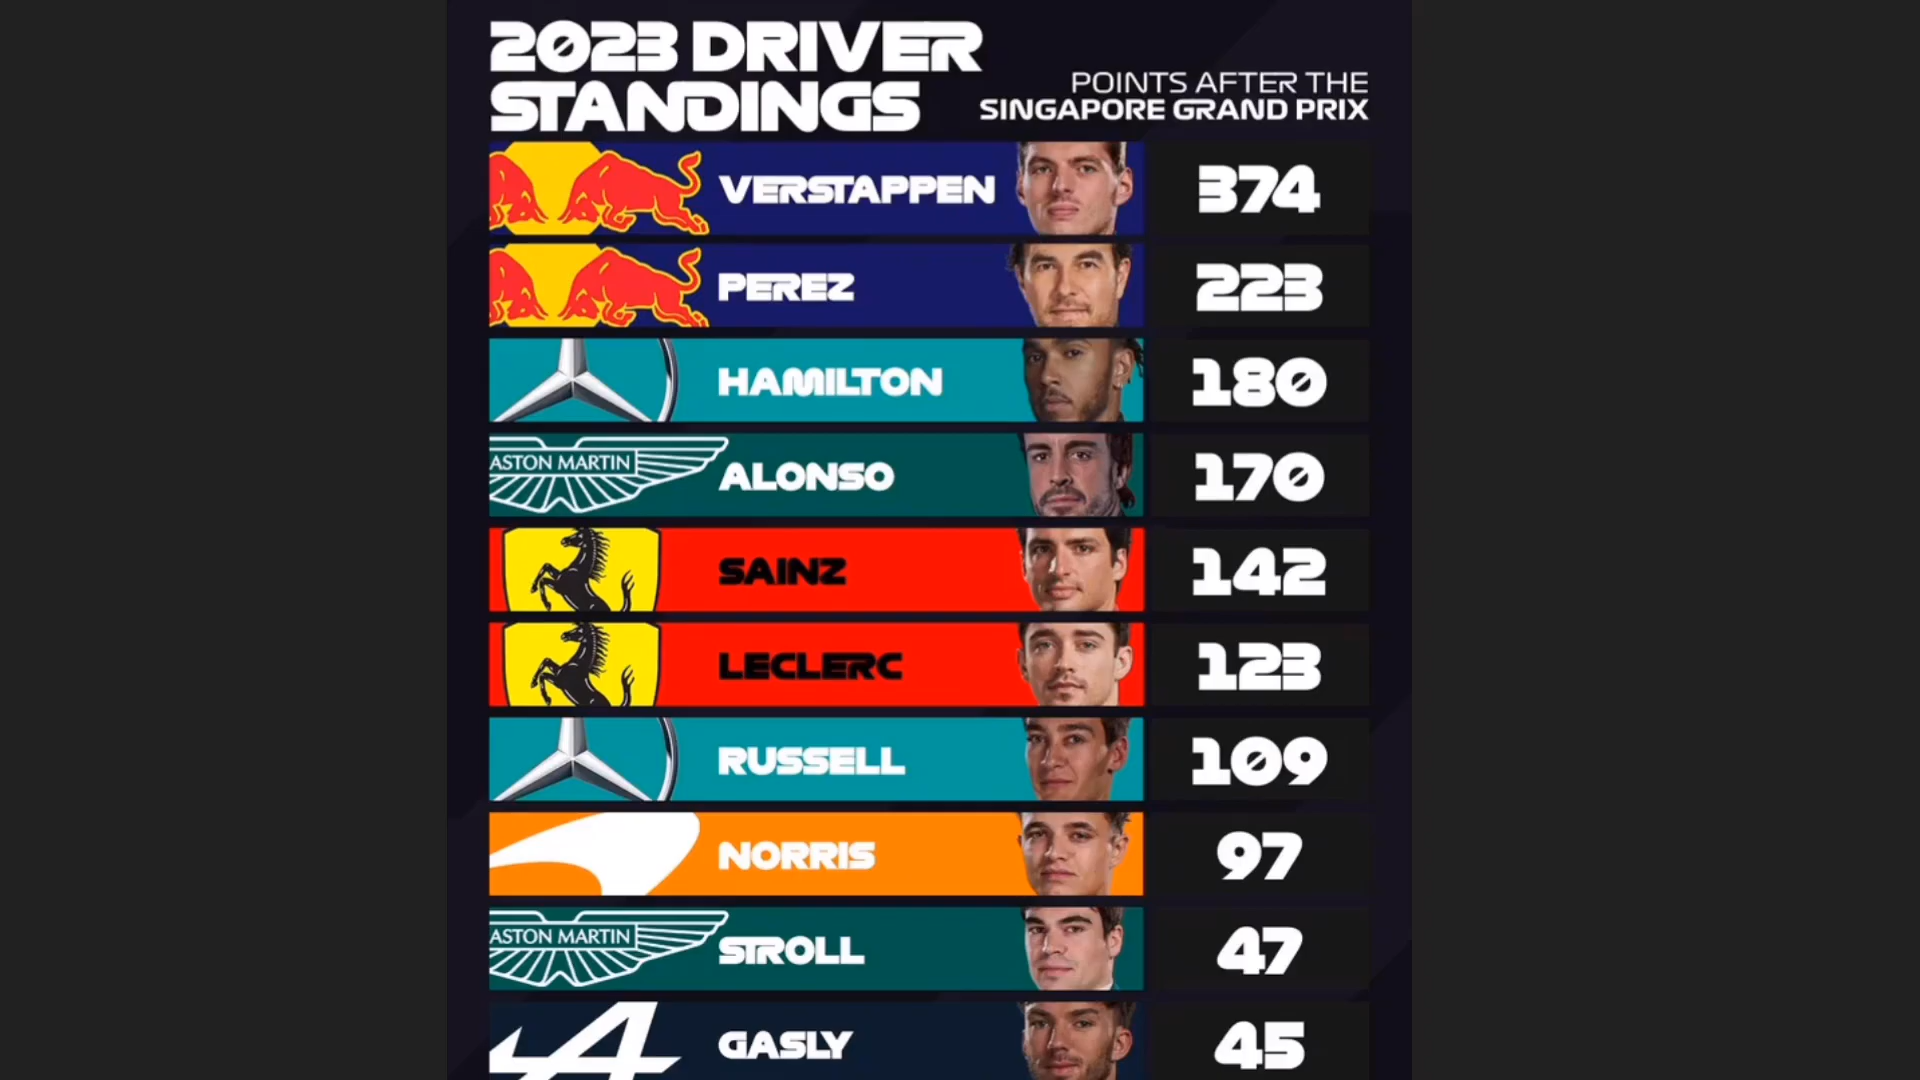 2023 DRIVER
STANDINGS
POINTS AFTER THE
SINGAPORE GRAND PRIX
VERSTAPPEN 374
PEREZ 223
HAMILTON 180
ASTON MARTIN ALONSO 170
SAINZ 142
LECLERC 123
RUSSELL 109
NORRIS 97
ASTON MARTIN STROLL 47
GASLY 45